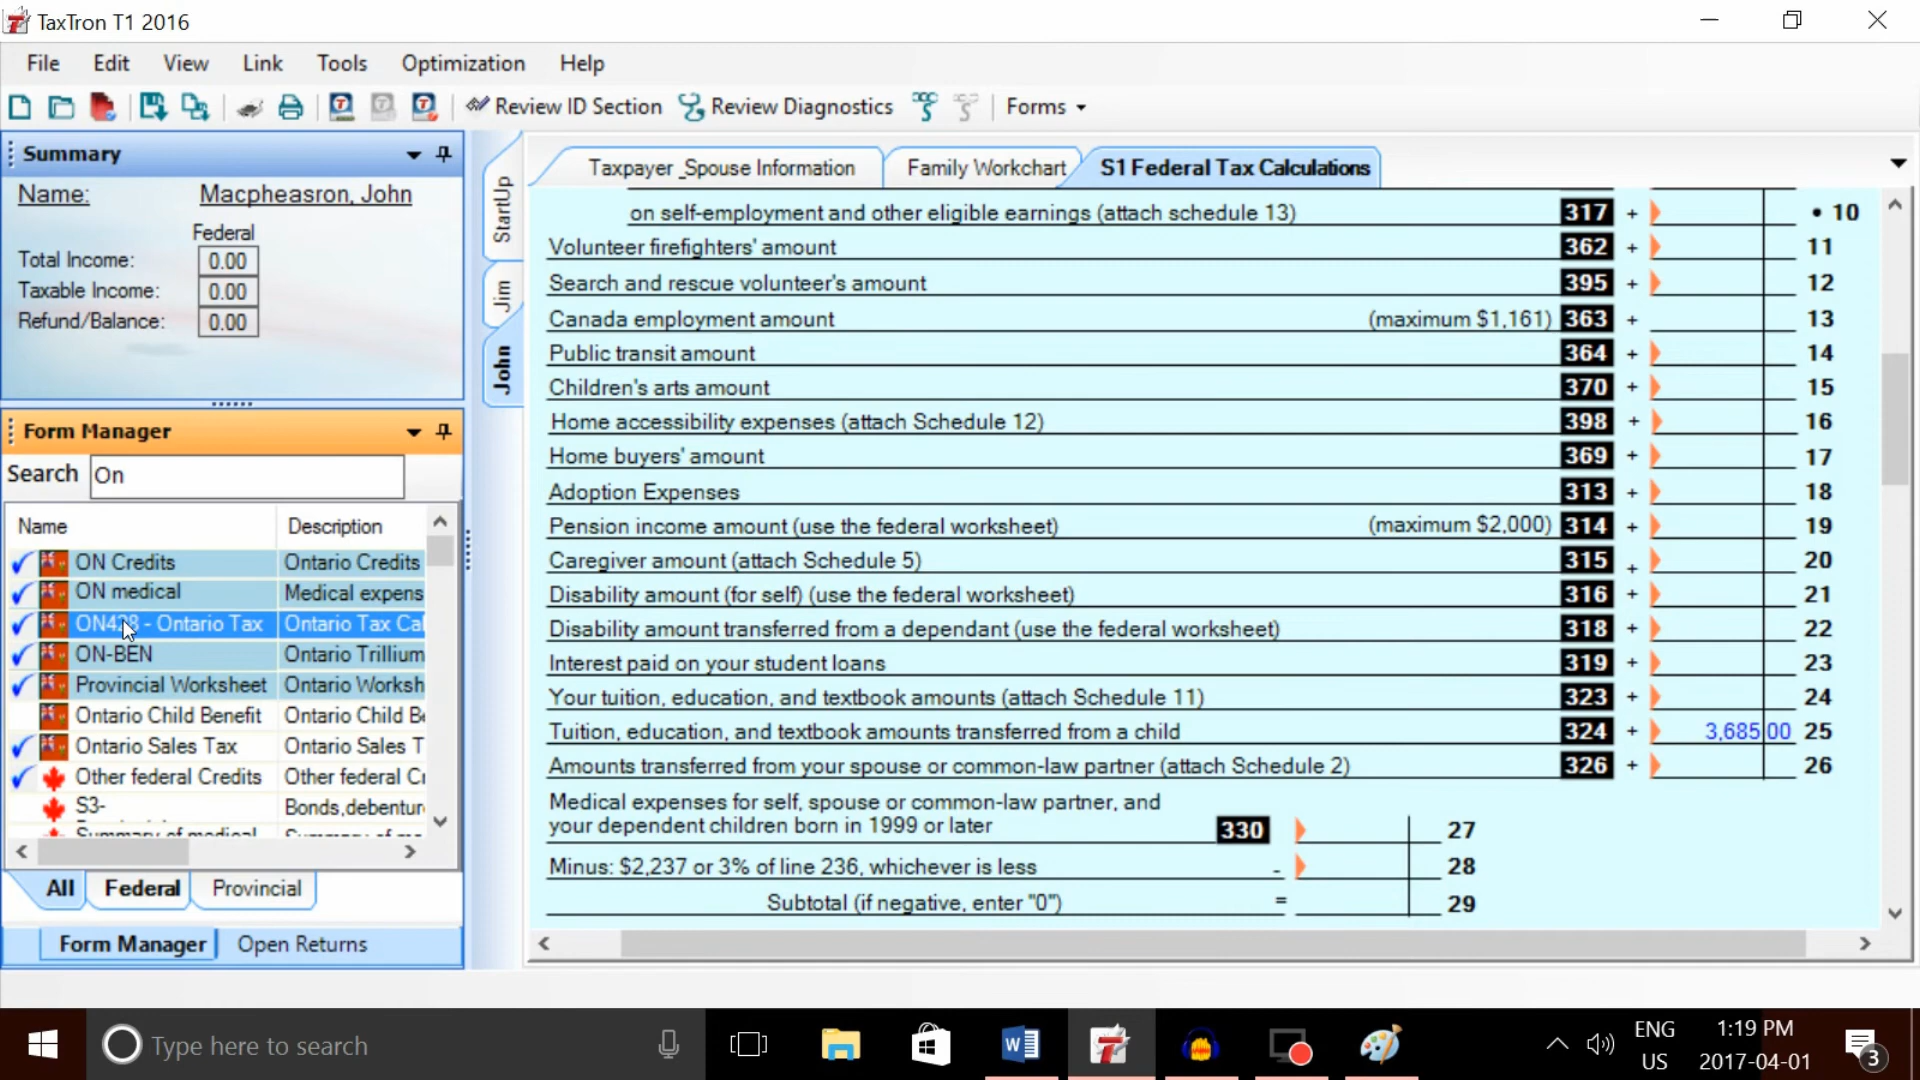 TaxTron T1 2016
File Edit View Link Tools Optimization Help
Review ID Section Review Diagnostics Forms
Summary
Name: Macpheasron, John
Federal
Total Income: 0.00
Taxable Income: 0.00
Refund/Balance: 0.00
Form Manager
Search On
Name Description
ON Credits Ontario Credits
ON medical Medical expens
ON428 - Ontario Tax Ontario Tax Cal
ON-BEN Ontario Trillium
Provincial Worksheet Ontario Worksh
Ontario Child Benefit Ontario Child Be
Ontario Sales Tax Ontario Sales T
Other federal Credits Other federal Cr
S3- Bonds,debenture
Summary of medical Summary of me
All Federal Provincial
Form Manager Open Returns
StartUp
Jim
John
Taxpayer _Spouse Information Family Workchart S1 Federal Tax Calculations
on self-employment and other eligible earnings (attach schedule 13) 317 + • 10
Volunteer firefighters' amount 362 + 11
Search and rescue volunteer's amount 395 + 12
Canada employment amount (maximum $1,161) 363 + 13
Public transit amount 364 + 14
Children's arts amount 370 + 15
Home accessibility expenses (attach Schedule 12) 398 + 16
Home buyers' amount 369 + 17
Adoption Expenses 313 + 18
Pension income amount (use the federal worksheet) (maximum $2,000) 314 + 19
Caregiver amount (attach Schedule 5) 315 + 20
Disability amount (for self) (use the federal worksheet) 316 + 21
Disability amount transferred from a dependant (use the federal worksheet) 318 + 22
Interest paid on your student loans 319 + 23
Your tuition, education, and textbook amounts (attach Schedule 11) 323 + 24
Tuition, education, and textbook amounts transferred from a child 324 + 3,685 00 25
Amounts transferred from your spouse or common-law partner (attach Schedule 2) 326 + 26
Medical expenses for self, spouse or common-law partner, and
your dependent children born in 1999 or later 330 27
Minus: $2,237 or 3% of line 236, whichever is less - 28
Subtotal (if negative, enter "0") = 29
Type here to search
ENG
US
1:19 PM
2017-04-01
3